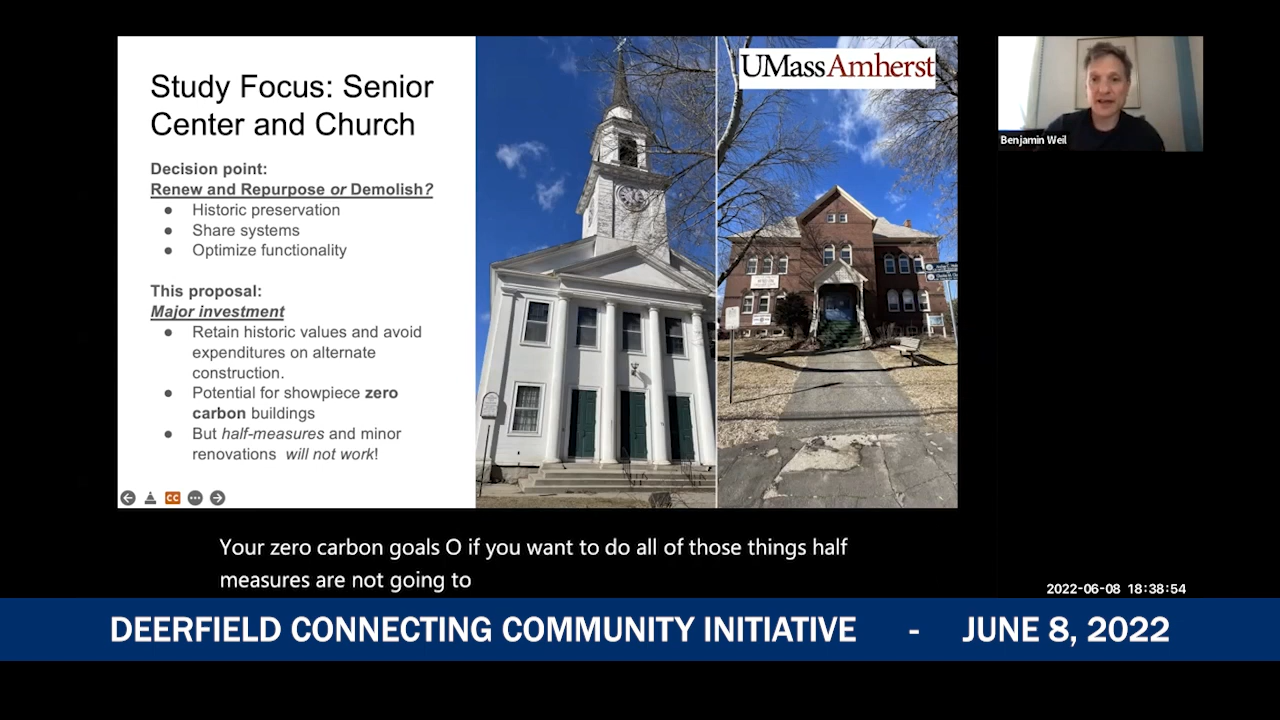 Study Focus: Senior
Center and Church
Decision point:
Renew and Repurpose or Demolish?
● Historic preservation
● Share systems
● Optimize functionality
This proposal:
Major investment
● Retain historic values and avoid
expenditures on alternate
construction.
● Potential for showpiece zero
carbon buildings
● But half-measures and minor
renovations will not work!
CC
UMassAmherst
Benjamin Weil
Your zero carbon goals O if you want to do all of those things half
measures are not going to
2022-06-08 18:38:54
DEERFIELD CONNECTING COMMUNITY INITIATIVE - JUNE 8, 2022